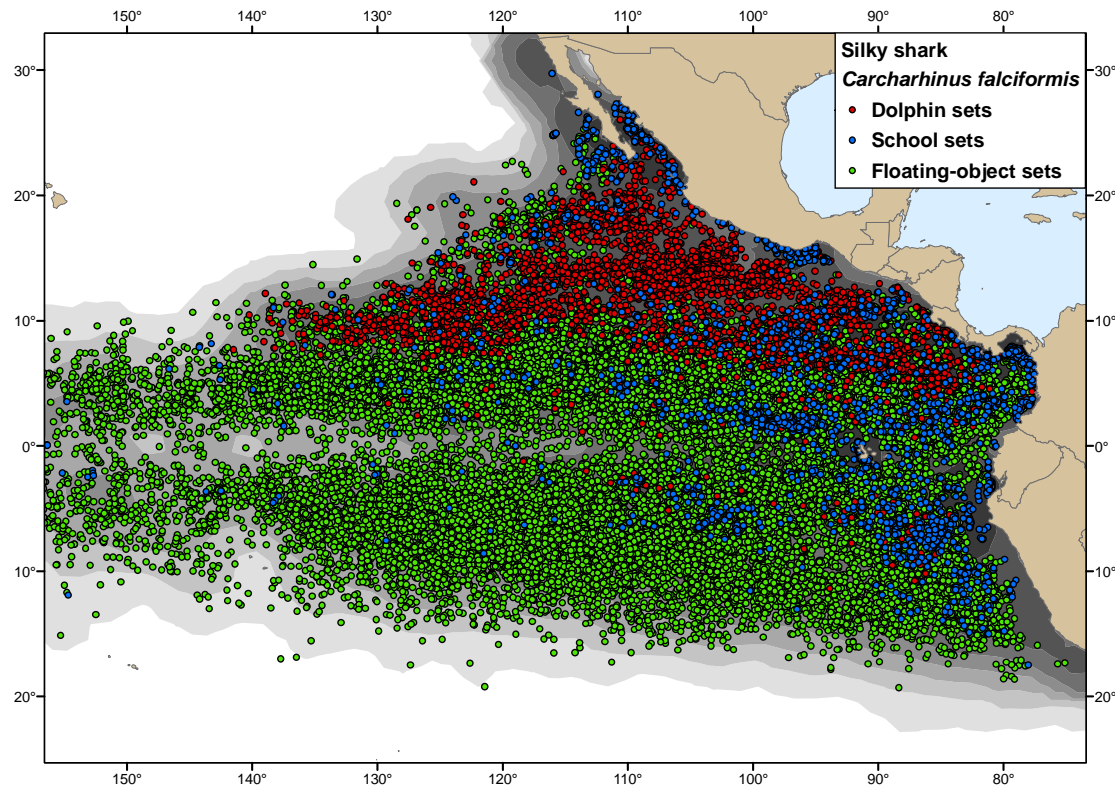 150° 140° 130° 120° 110° 100° 90° 80°
Silky shark
Carcharhinus falciformis
Dolphin sets
School sets
Floating-object sets
30° 30°
20° 20°
10° 10°
0° 0°
10° 10°
20° 20°
150° 140° 130° 120° 110° 100° 90° 80°